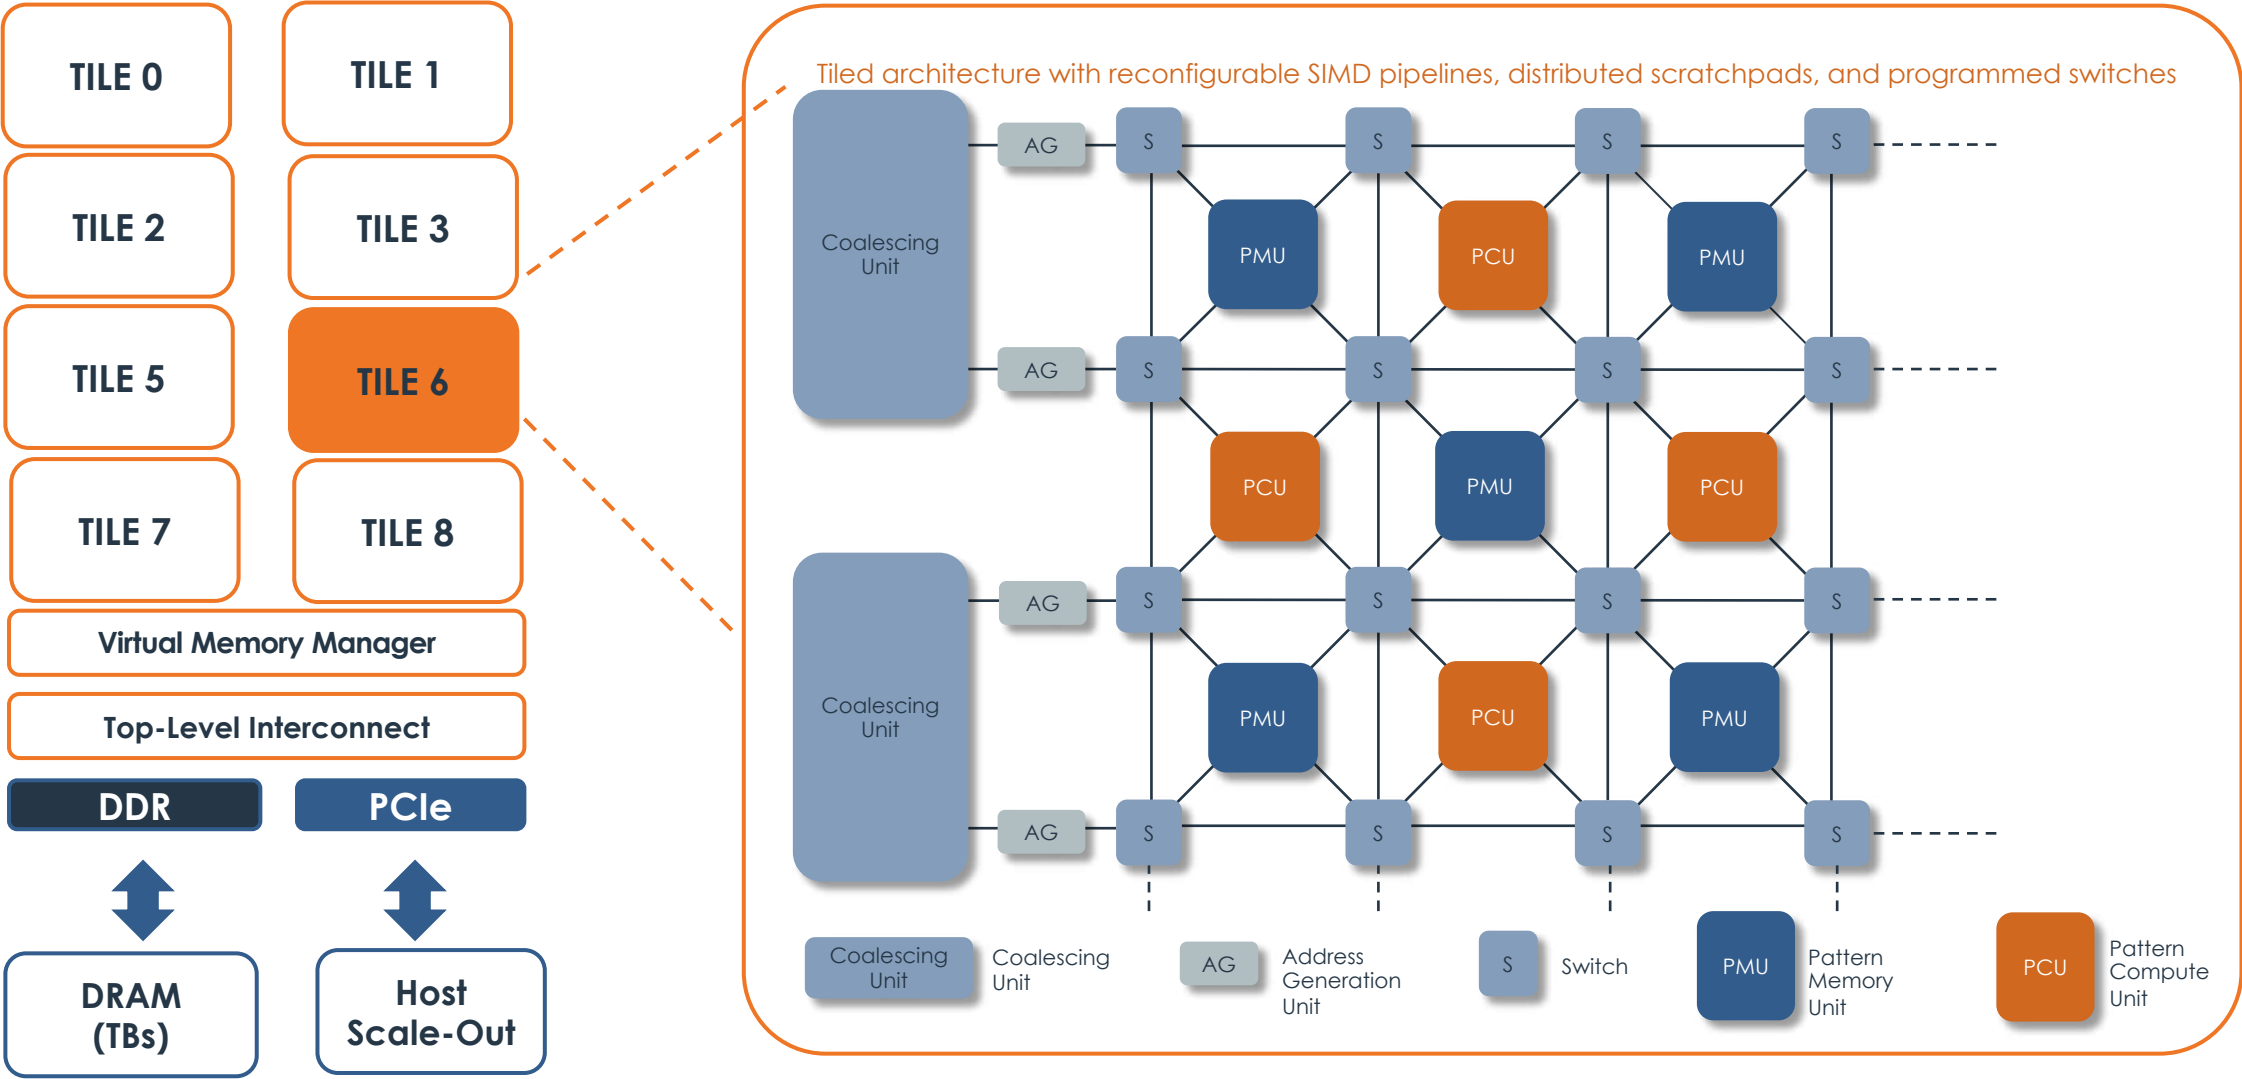 TILE 0
TILE 1
TILE 2
TILE 3
TILE 5
TILE 6
TILE 7
TILE 8
Virtual Memory Manager
Top-Level Interconnect
DDR
PCIe
DRAM
(TBs)
Host
Scale-Out
Tiled architecture with reconfigurable SIMD pipelines, distributed scratchpads, and programmed switches
Coalescing
Unit
AG
S
S
S
S
PMU
PCU
PMU
AG
S
S
S
S
PCU
PMU
PCU
Coalescing
Unit
AG
S
S
S
S
PMU
PCU
PMU
AG
S
S
S
S
Coalescing
Unit
Coalescing
Unit
AG
Address
Generation
Unit
S
Switch
PMU
Pattern
Memory
Unit
PCU
Pattern
Compute
Unit